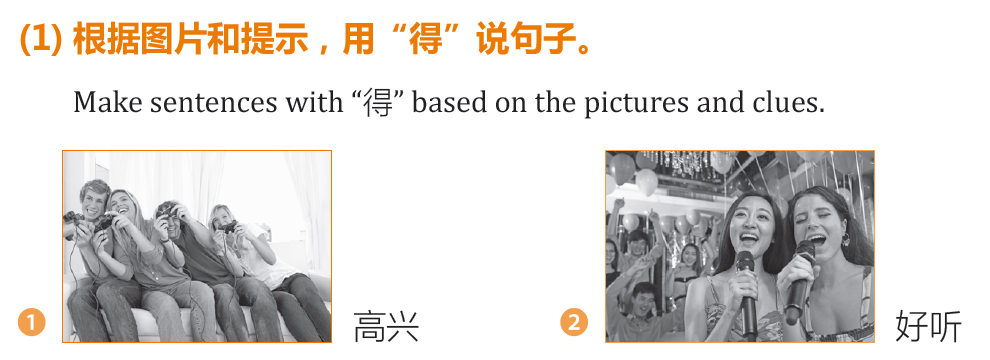 (1) 根据图片和提示，用“得”说句子。
Make sentences with “得” based on the pictures and clues.
1 高兴
2 好听